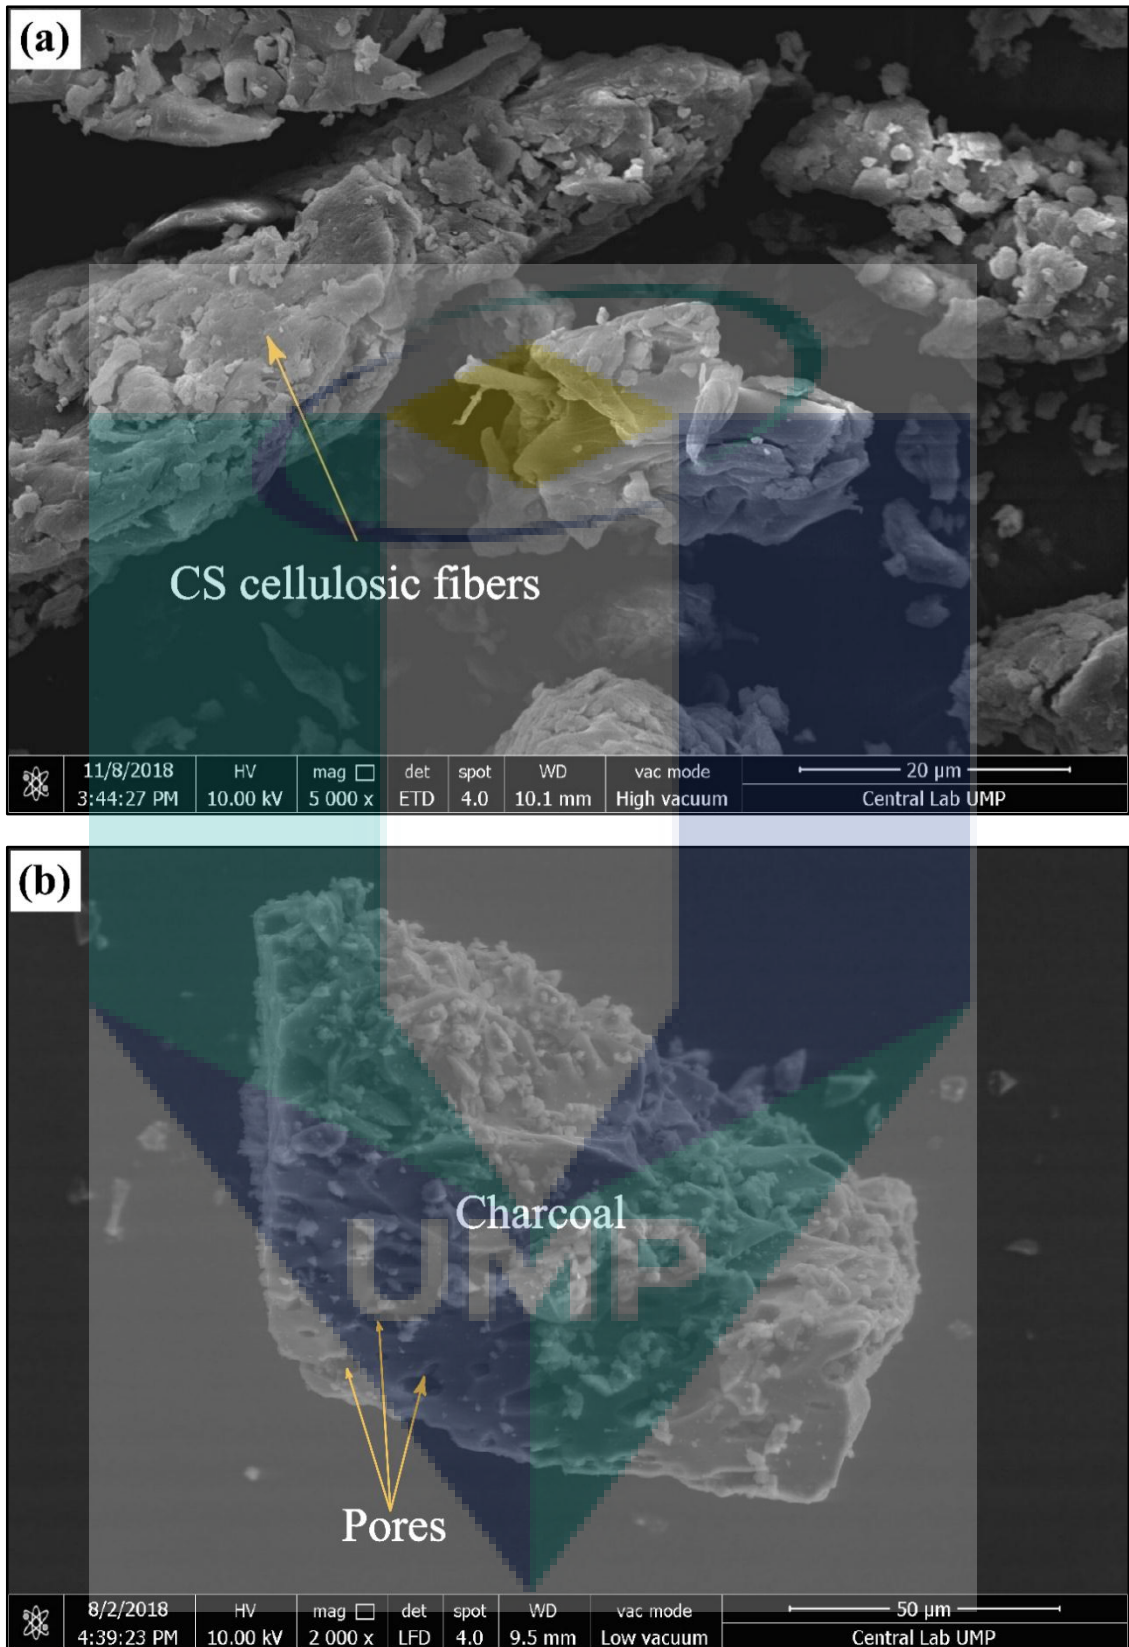 (a)
CS cellulosic fibers
11/8/2018 HV mag det spot WD vac mode 20 µm
3:44:27 PM 10.00 kV 5 000 x ETD 4.0 10.1 mm High vacuum Central Lab UMP
(b)
Charcoal
UMP
Pores
8/2/2018 HV mag det spot WD vac mode 50 µm
4:39:23 PM 10.00 kV 2 000 x LFD 4.0 9.5 mm Low vacuum Central Lab UMP